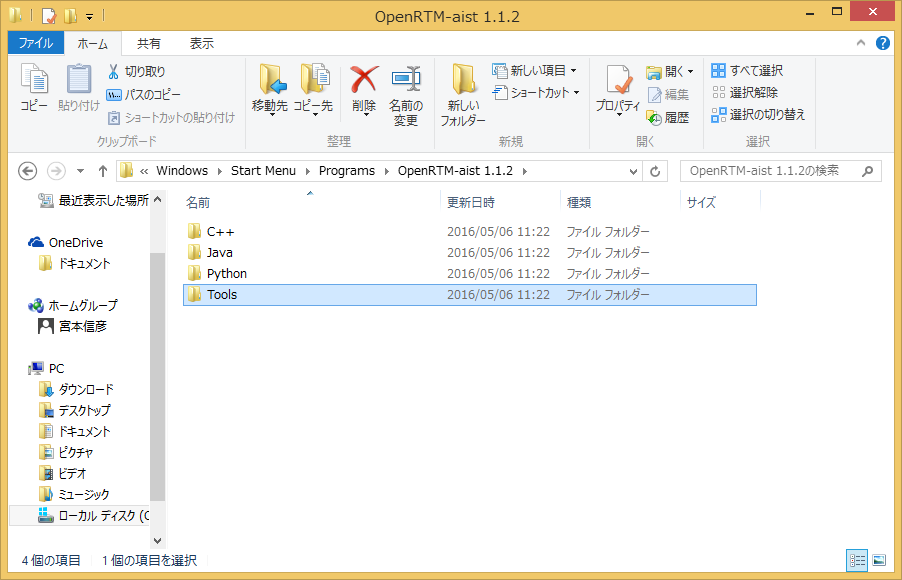 OpenRTM-aist 1.1.2
ファイル ホーム 共有 表示
コピー 貼り付け 切り取り
パスのコピー
ショートカットの貼り付け
クリップボード
移動先 コピー先 削除 名前の変更
整理
新しいフォルダー 新しい項目
ショートカット
新規
プロパティ 開く
編集
履歴
開く
すべて選択
選択解除
選択の切り替え
選択
« Windows Start Menu Programs OpenRTM-aist 1.1.2
OpenRTM-aist 1.1.2の検索
最近表示した場所
OneDrive
ドキュメント
ホームグループ
宮本信彦
PC
ダウンロード
デスクトップ
ドキュメント
ピクチャ
ビデオ
ミュージック
ローカル ディスク (C
名前 更新日時 種類 サイズ
C++ 2016/05/06 11:22 ファイル フォルダー
Java 2016/05/06 11:22 ファイル フォルダー
Python 2016/05/06 11:22 ファイル フォルダー
Tools 2016/05/06 11:22 ファイル フォルダー
4 個の項目 1 個の項目を選択